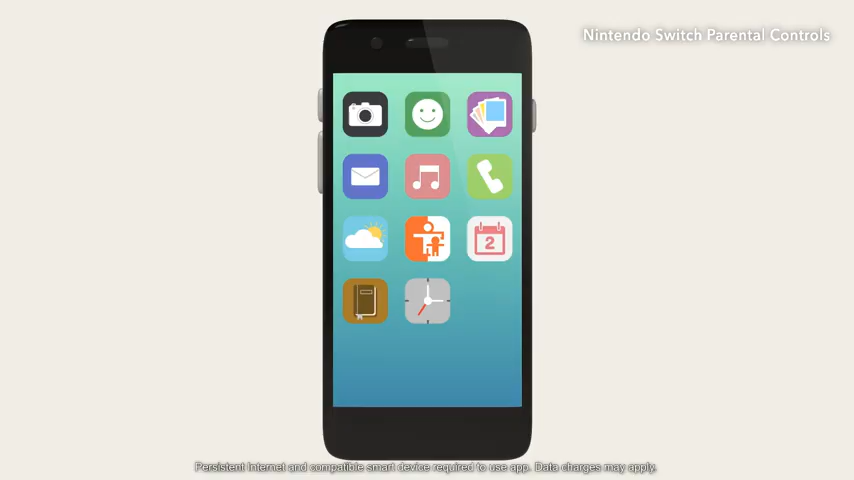 Nintendo Switch Parental Controls
2
Persistent Internet and compatible smart device required to use app. Data charges may apply.